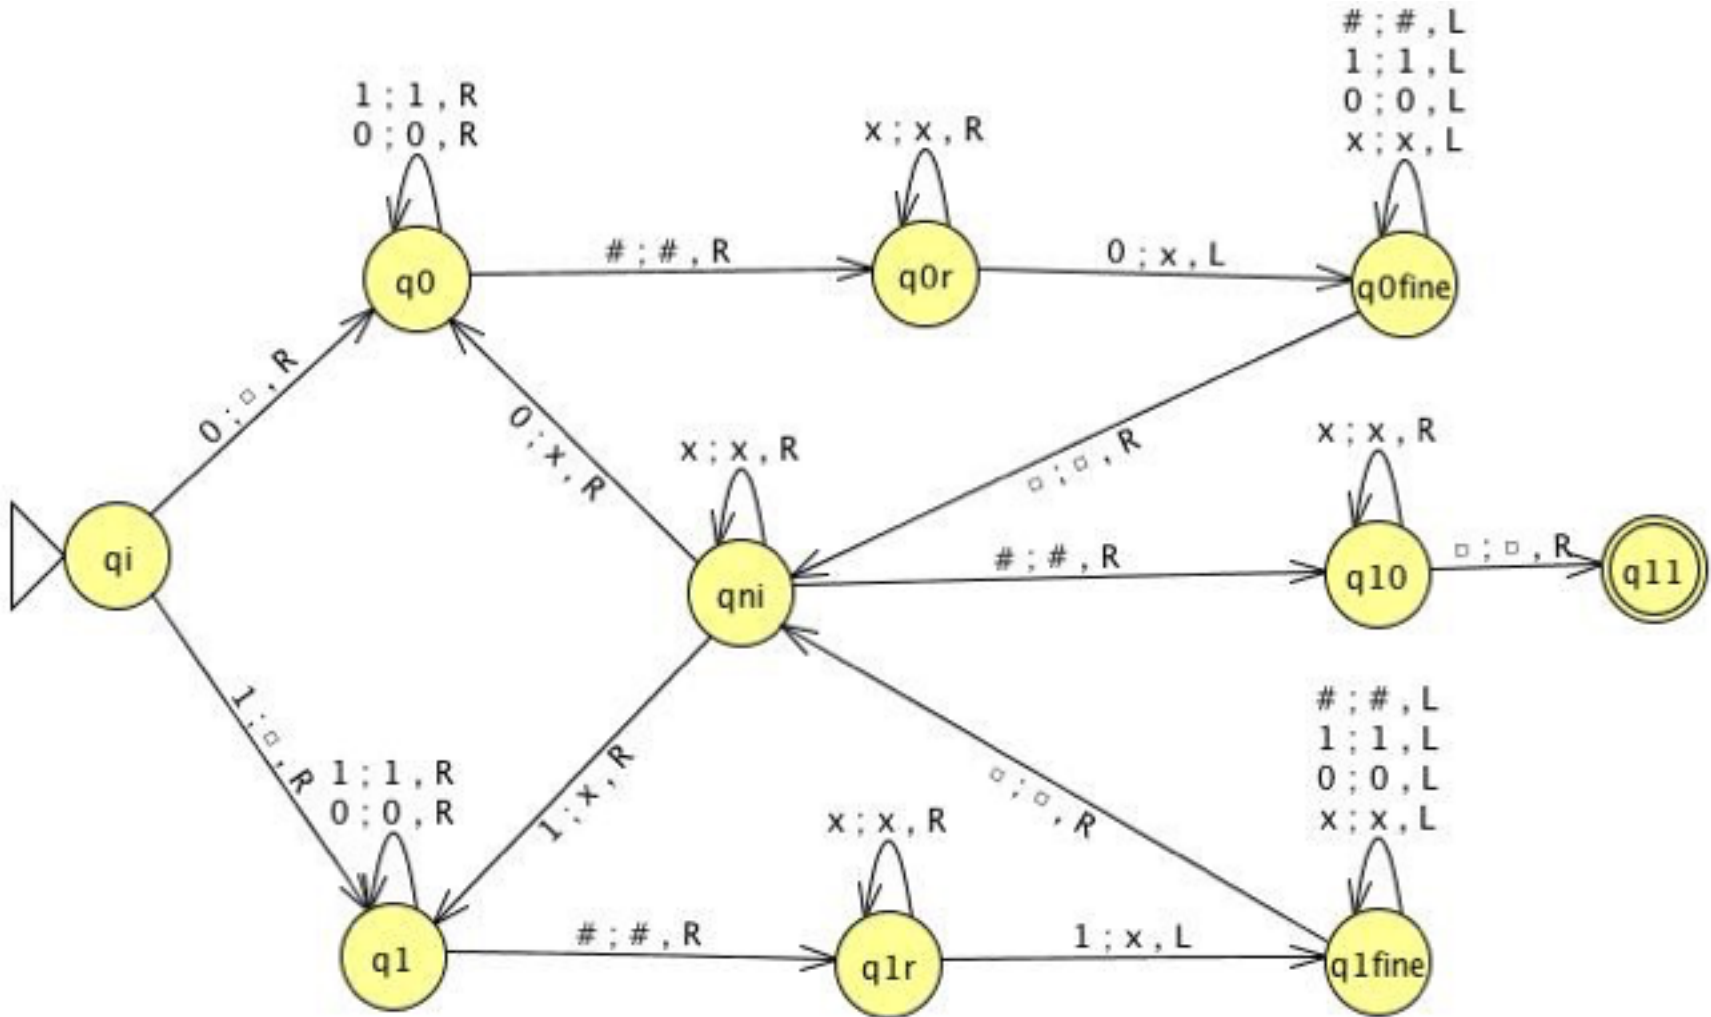 # ; # , L
1 ; 1 , L
0 ; 0 , L
x ; x , L
1 ; 1 , R
0 ; 0 , R
x ; x , R
q0
# ; # , R
q0r
0 ; x , L
q0fine
0 ; □ , R
0 ; x , R
x ; x , R
□ ; □ , R
x ; x , R
qi
qni
# ; # , R
q10
□ ; □ , R
q11
1 ; □ , R
1 ; x , R
□ ; □ , R
# ; # , L
1 ; 1 , L
0 ; 0 , L
x ; x , L
1 ; 1 , R
0 ; 0 , R
x ; x , R
q1
# ; # , R
q1r
1 ; x , L
q1fine